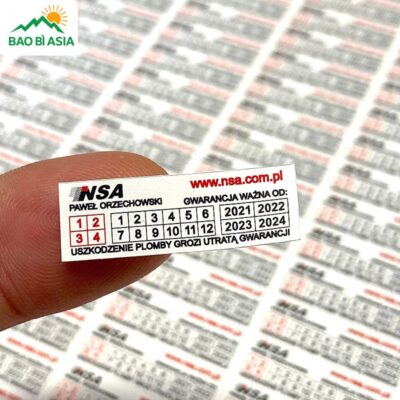 BAO BÌ ASIA
NSA
www.nsa.com.pl
PAWEŁ ORZECHOWSKI GWARANCJA WAŻNA OD:
1 2 1 2 3 4 5 6 2021 2022
3 4 7 8 9 10 11 12 2023 2024
USZKODZENIE PLOMBY GROZI UTRATĄ GWARANCJI